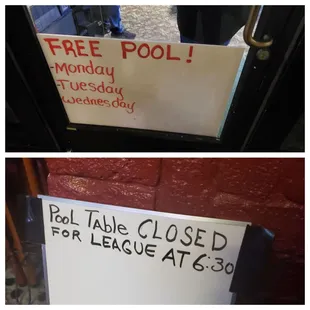 FREE POOL!
-Monday
-Tuesday
-Wednesday
Pool Table CLOSED
FOR LEAGUE AT 6:30